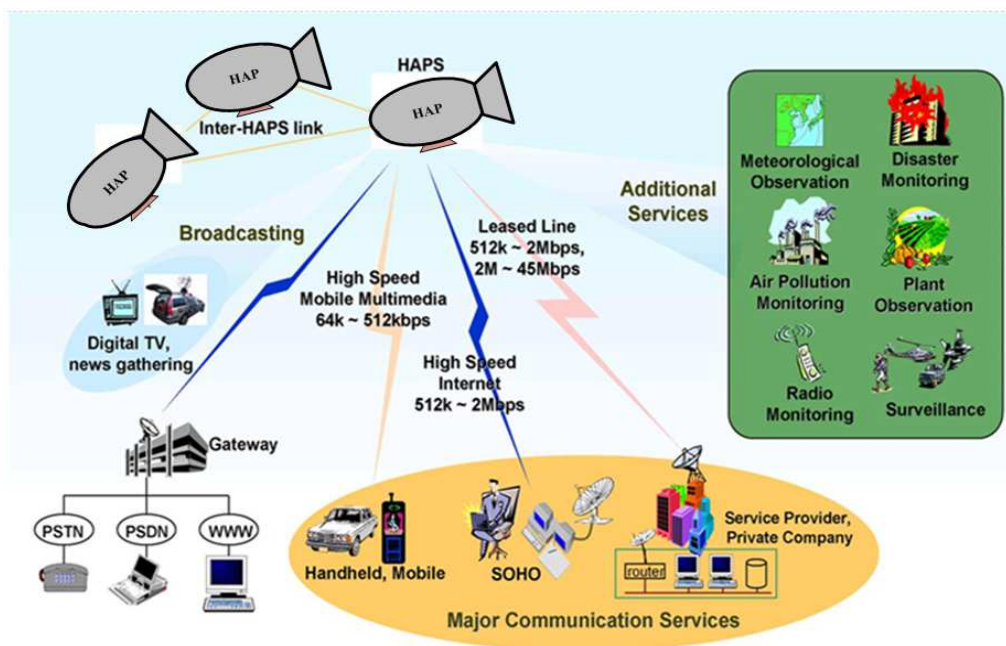 HAPS
HAP
HAP
HAP
Inter-HAPS link
Broadcasting
Digital TV,
news gathering
High Speed
Mobile Multimedia
64k ~ 512kbps
High Speed
Internet
512k ~ 2Mbps
Leased Line
512k ~ 2Mbps,
2M ~ 45Mbps
Additional
Services
Meteorological
Observation
Disaster
Monitoring
Air Pollution
Monitoring
Plant
Observation
Radio
Monitoring
Surveillance
Gateway
PSTN
PSDN
WWW
Handheld, Mobile
SOHO
Service Provider,
Private Company
router
Major Communication Services